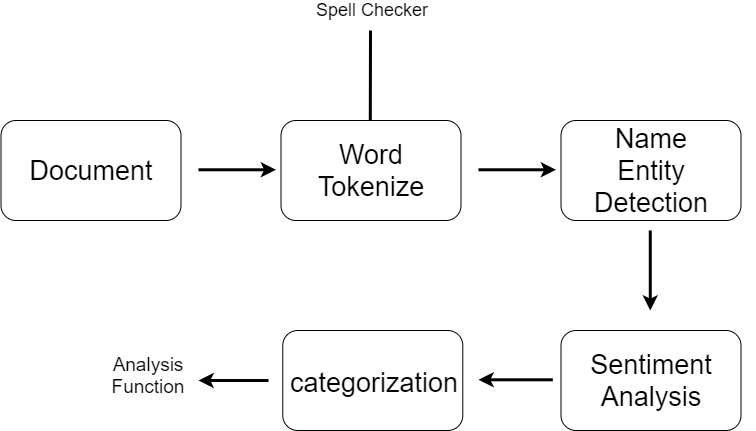 Spell Checker
Document
Word
Tokenize
Name
Entity
Detection
Analysis
Function
categorization
Sentiment
Analysis